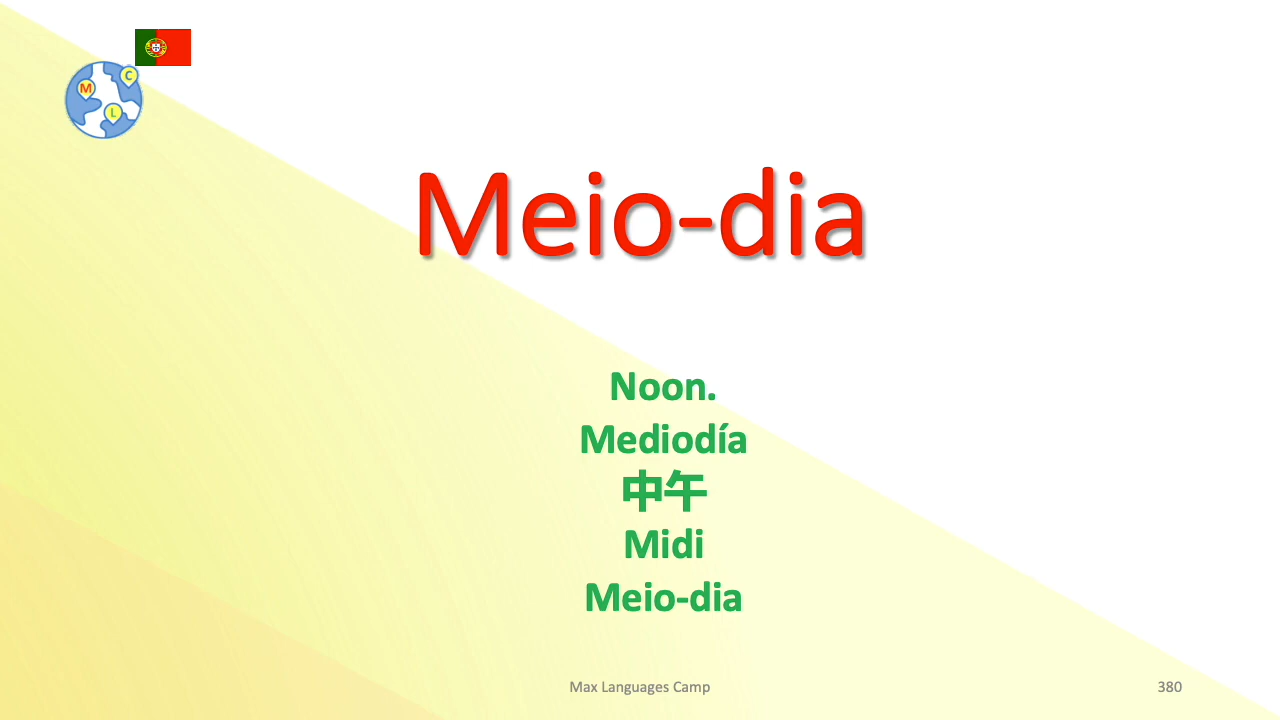 C
M
L
Meio-dia
Noon.
Mediodía
中午
Midi
Meio-dia
Max Languages Camp
380